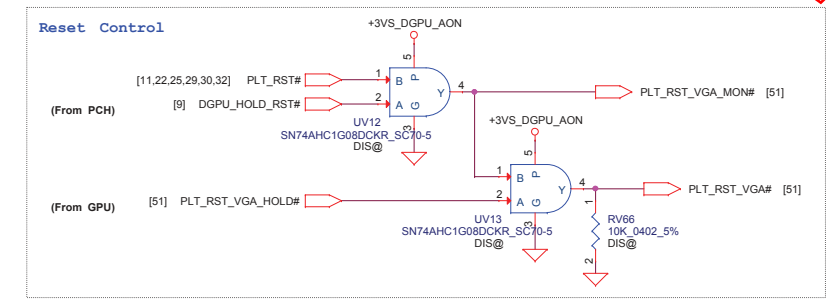 Reset Control
+3VS_DGPU_AON
5
[11,22,25,29,30,32] PLT_RST# 1 B P
Y 4
PLT_RST_VGA_MON# [51]
(From PCH)
[9] DGPU_HOLD_RST# 2 A G
3
UV12
SN74AHC1G08DCKR_SC70-5
DIS@
+3VS_DGPU_AON
5
1 B P
Y 4
PLT_RST_VGA# [51]
(From GPU)
[51] PLT_RST_VGA_HOLD# 2 A G
3
UV13
SN74AHC1G08DCKR_SC70-5
DIS@
1
RV66
10K_0402_5%
DIS@
2